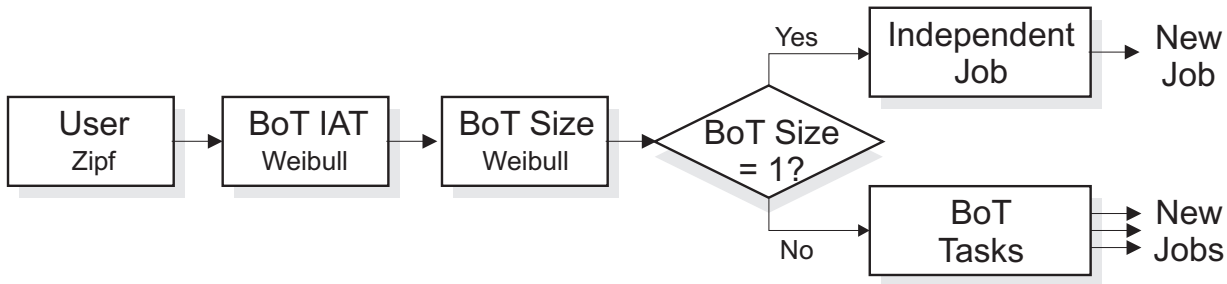 User
Zipf
BoT IAT
Weibull
BoT Size
Weibull
BoT Size
= 1?
Yes
Independent
Job
New
Job
No
BoT
Tasks
New
Jobs